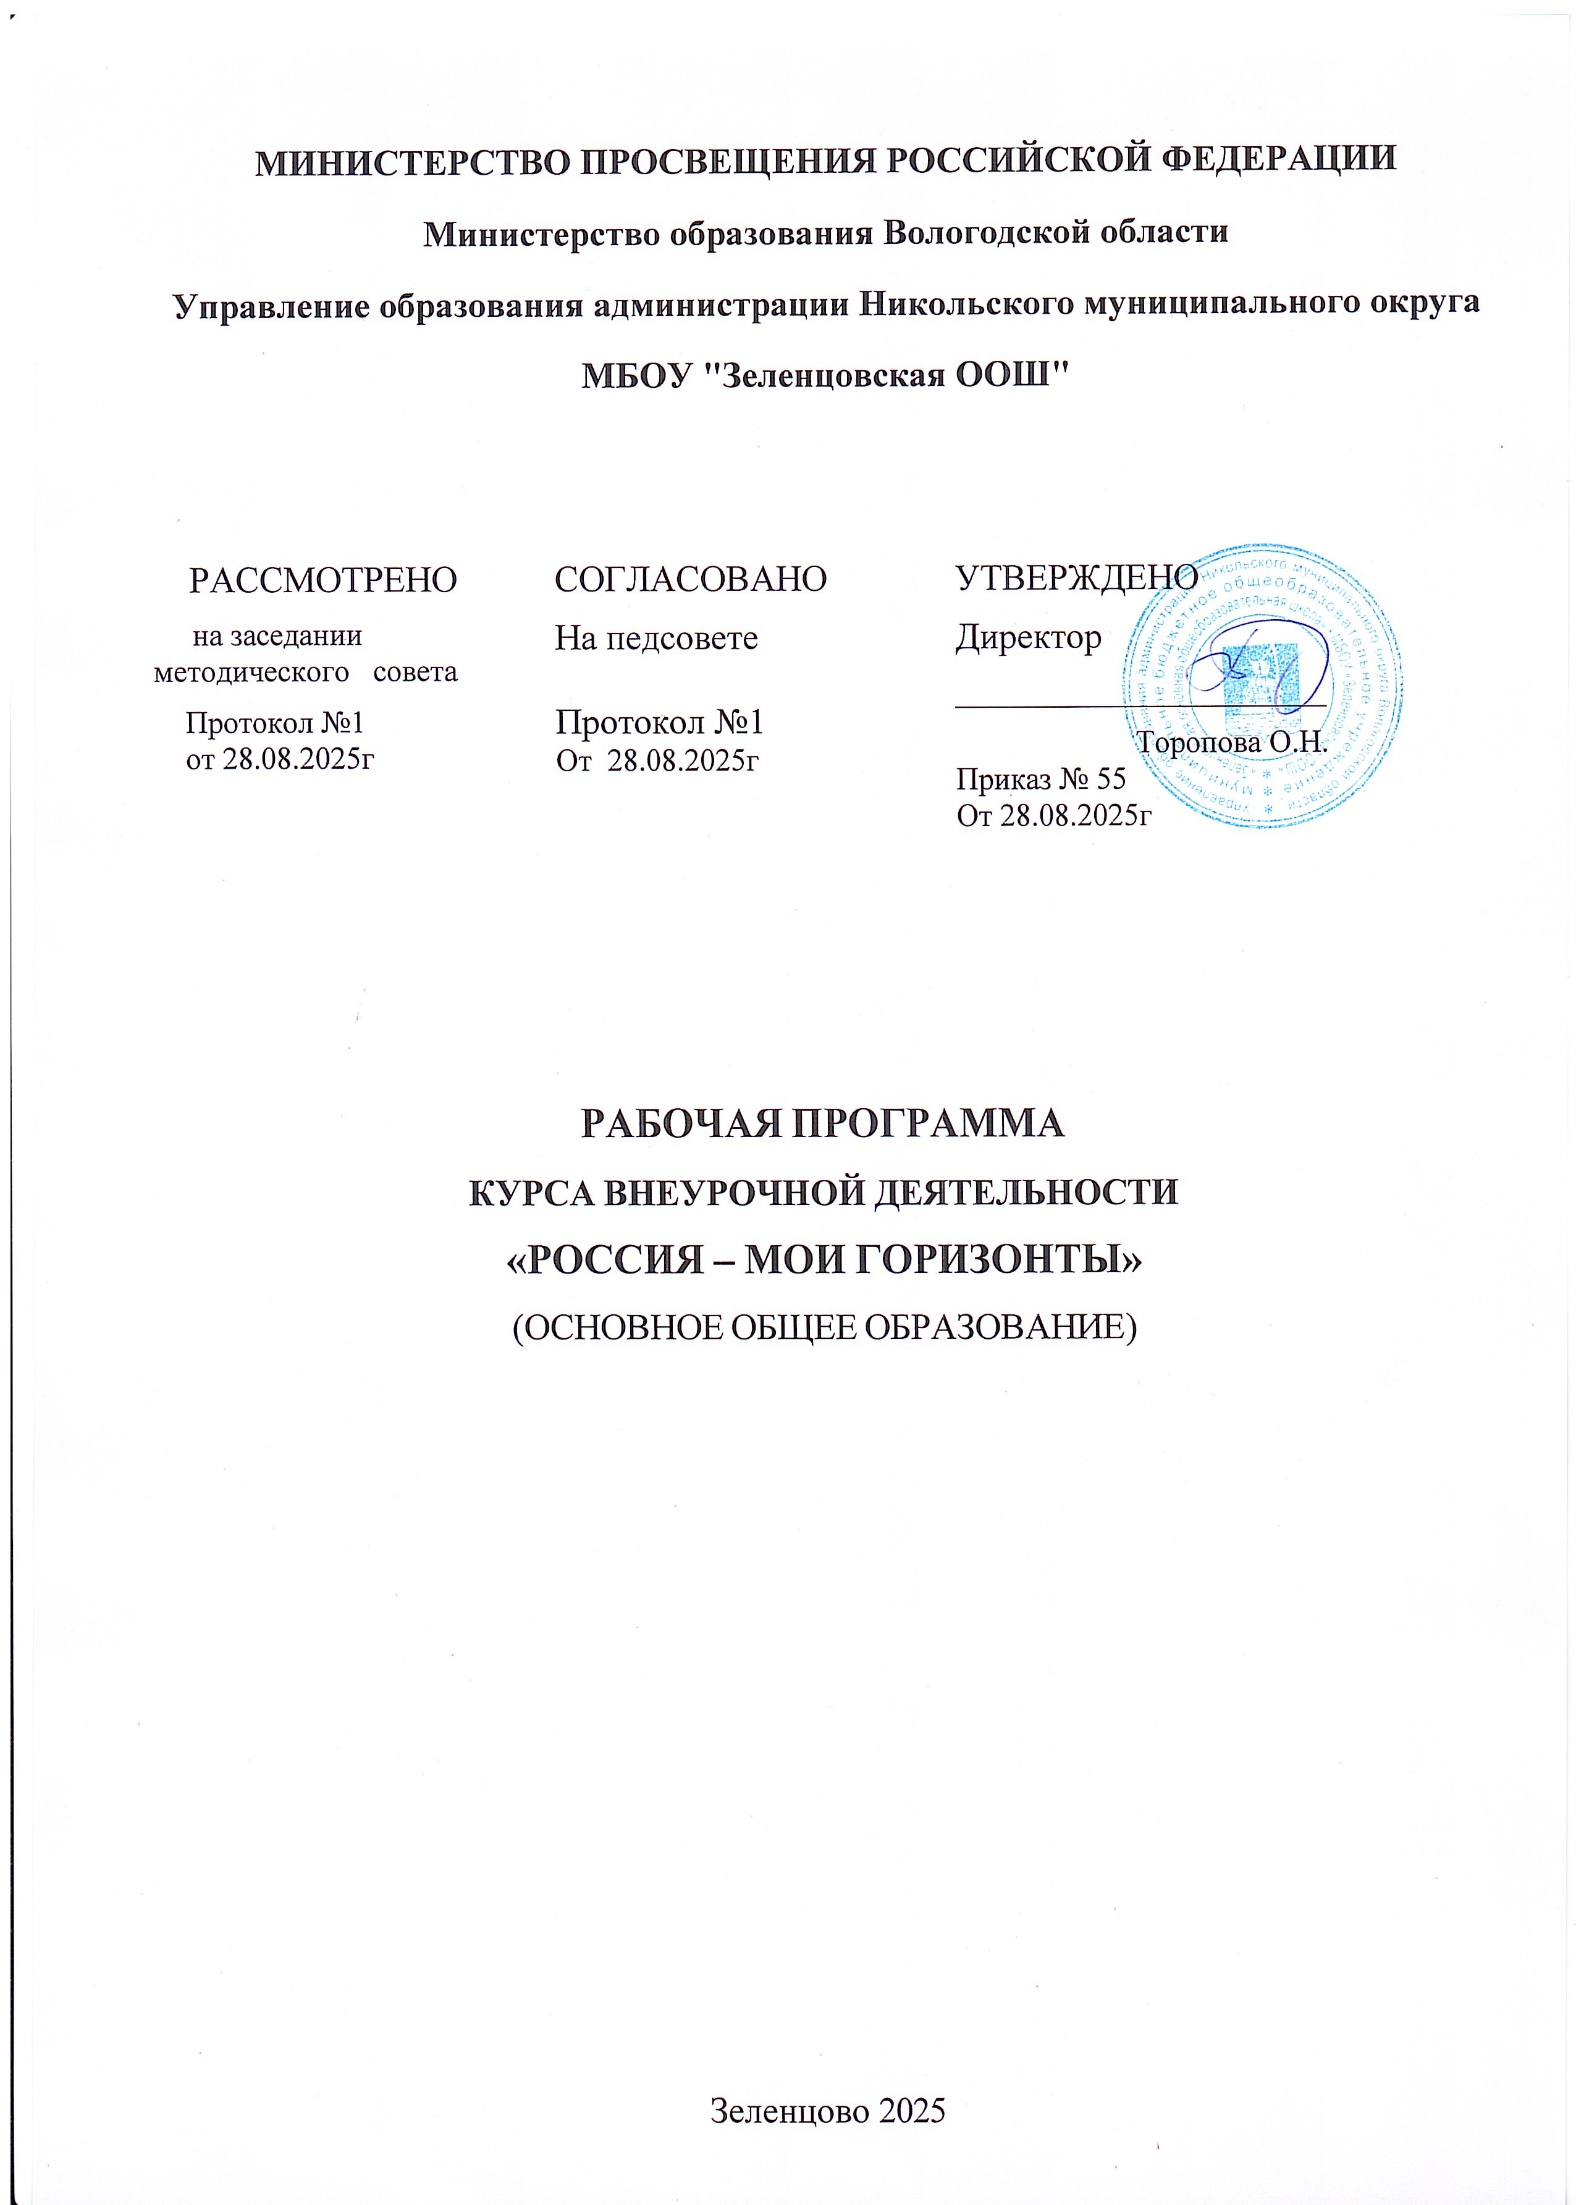 МИНИСТЕРСТВО ПРОСВЕЩЕНИЯ РОССИЙСКОЙ ФЕДЕРАЦИИ
Министерство образования Вологодской области
Управление образования администрации Никольского муниципального округа
МБОУ "Зеленцовская ООШ"
РАССМОТРЕНО
на заседании
методического совета
Протокол №1
от 28.08.2025г
СОГЛАСОВАНО
На педсовете
Протокол №1
От 28.08.2025г
УТВЕРЖДЕНО
Директор
Торопова О.Н.
Приказ № 55
От 28.08.2025г
РАБОЧАЯ ПРОГРАММА
КУРСА ВНЕУРОЧНОЙ ДЕЯТЕЛЬНОСТИ
«РОССИЯ – МОИ ГОРИЗОНТЫ»
(ОСНОВНОЕ ОБЩЕЕ ОБРАЗОВАНИЕ)
Зеленцово 2025